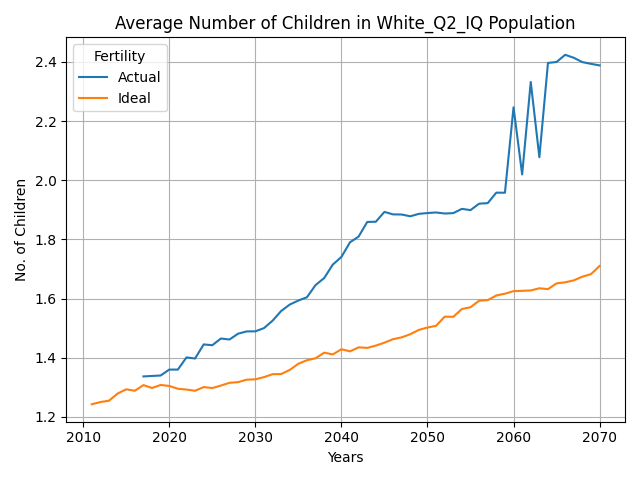 Average Number of Children in White_Q2_IQ Population
Fertility
Actual
Ideal
No. of Children
2.4
2.2
2.0
1.8
1.6
1.4
1.2
2010 2020 2030 2040 2050 2060 2070
Years